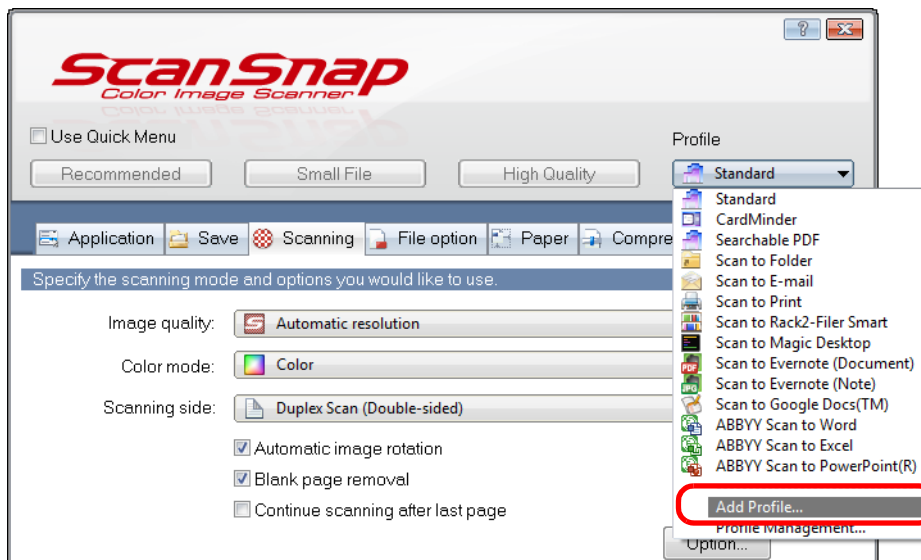 ScanSnap
Color Image Scanner
Use Quick Menu
Profile
Recommended
Small File
High Quality
Standard
Application
Save
Scanning
File option
Paper
Compre
Specify the scanning mode and options you would like to use.
Image quality:
Automatic resolution
Color mode:
Color
Scanning side:
Duplex Scan (Double-sided)
Automatic image rotation
Blank page removal
Continue scanning after last page
Standard
CardMinder
Searchable PDF
Scan to Folder
Scan to E-mail
Scan to Print
Scan to Rack2-Filer Smart
Scan to Magic Desktop
Scan to Evernote (Document)
Scan to Evernote (Note)
Scan to Google Docs(TM)
ABBYY Scan to Word
ABBYY Scan to Excel
ABBYY Scan to PowerPoint(R)
Add Profile...
Profile Management...
Option...